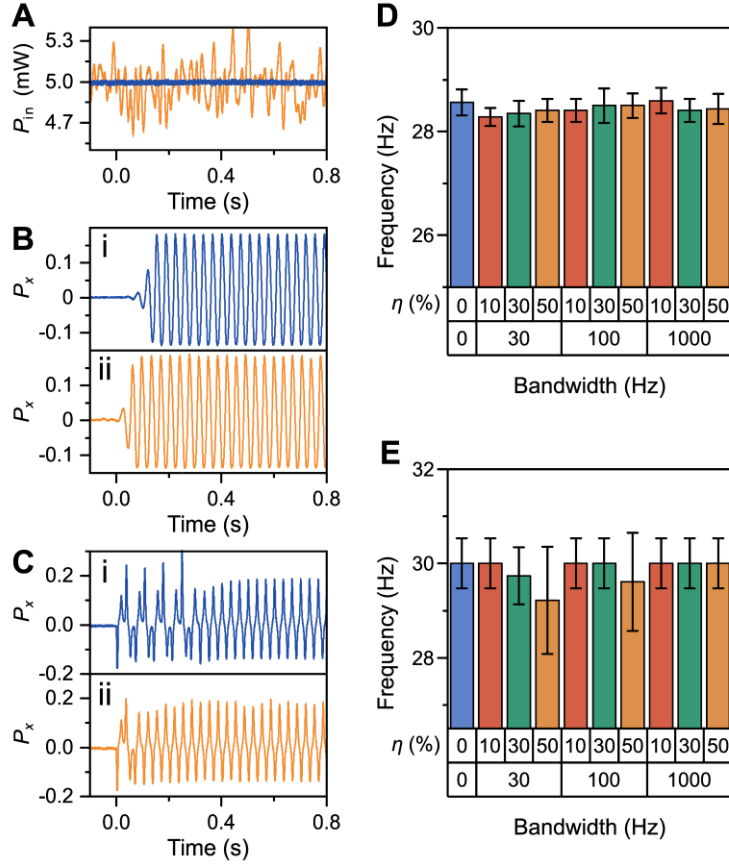 A
5.3
5.0
4.7
P_in (mW)
0.0 0.4 0.8
Time (s)
B
i
0.1
0
-0.1
P_x
ii
0.1
0
-0.1
P_x
0.0 0.4 0.8
Time (s)
C
i
0.2
0.0
-0.2
P_x
ii
0.2
0.0
-0.2
P_x
0.0 0.4 0.8
Time (s)
D
30
28
26
Frequency (Hz)
η (%) 0 10 30 50 10 30 50 10 30 50
0 30 100 1000
Bandwidth (Hz)
E
32
30
28
Frequency (Hz)
η (%) 0 10 30 50 10 30 50 10 30 50
0 30 100 1000
Bandwidth (Hz)